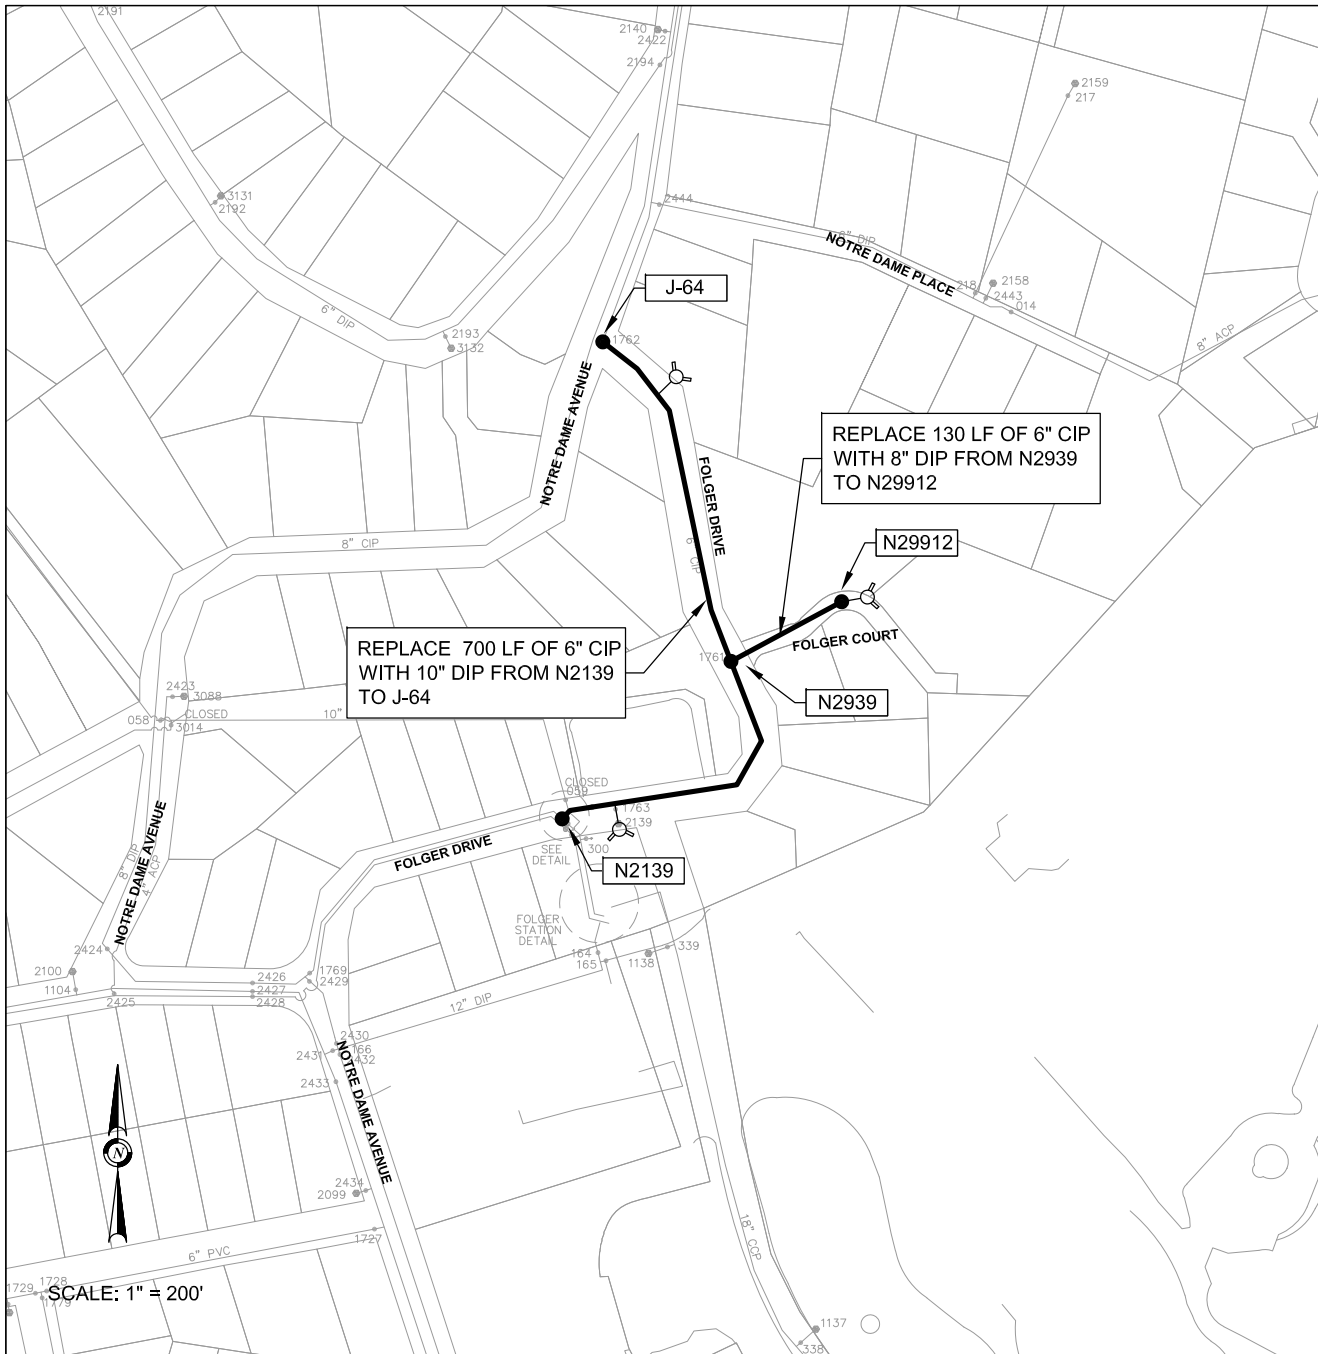 2191
2140
2422
2194
2159
217
3131
2192
2444
8" DIP
NOTRE DAME PLACE
218
2158
2443
014
J-64
6" DIP
2193
3132
1762
8" ACP
NOTRE DAME AVENUE
REPLACE 130 LF OF 6" CIP
WITH 8" DIP FROM N2939
TO N29912
FOLGER DRIVE
6" CIP
8" CIP
N29912
REPLACE 700 LF OF 6" CIP
WITH 10" DIP FROM N2139
TO J-64
FOLGER COURT
1761
N2939
2423
3088
CLOSED
058
3014
10"
CLOSED
059
1763
2139
NOTRE DAME AVENUE
8" DIP
4" ACP
FOLGER DRIVE
300
SEE
DETAIL
N2139
FOLGER
STATION
DETAIL
2424
2100
1104
2425
2426
2427
2428
1769
2429
164
165
1138
339
12" DIP
2430
2431
166
2432
2433
NOTRE DAME AVENUE
N
2434
2099
1727
18" CCP
6" PVC
1729
1728
1779
SCALE: 1" = 200'
1137
338